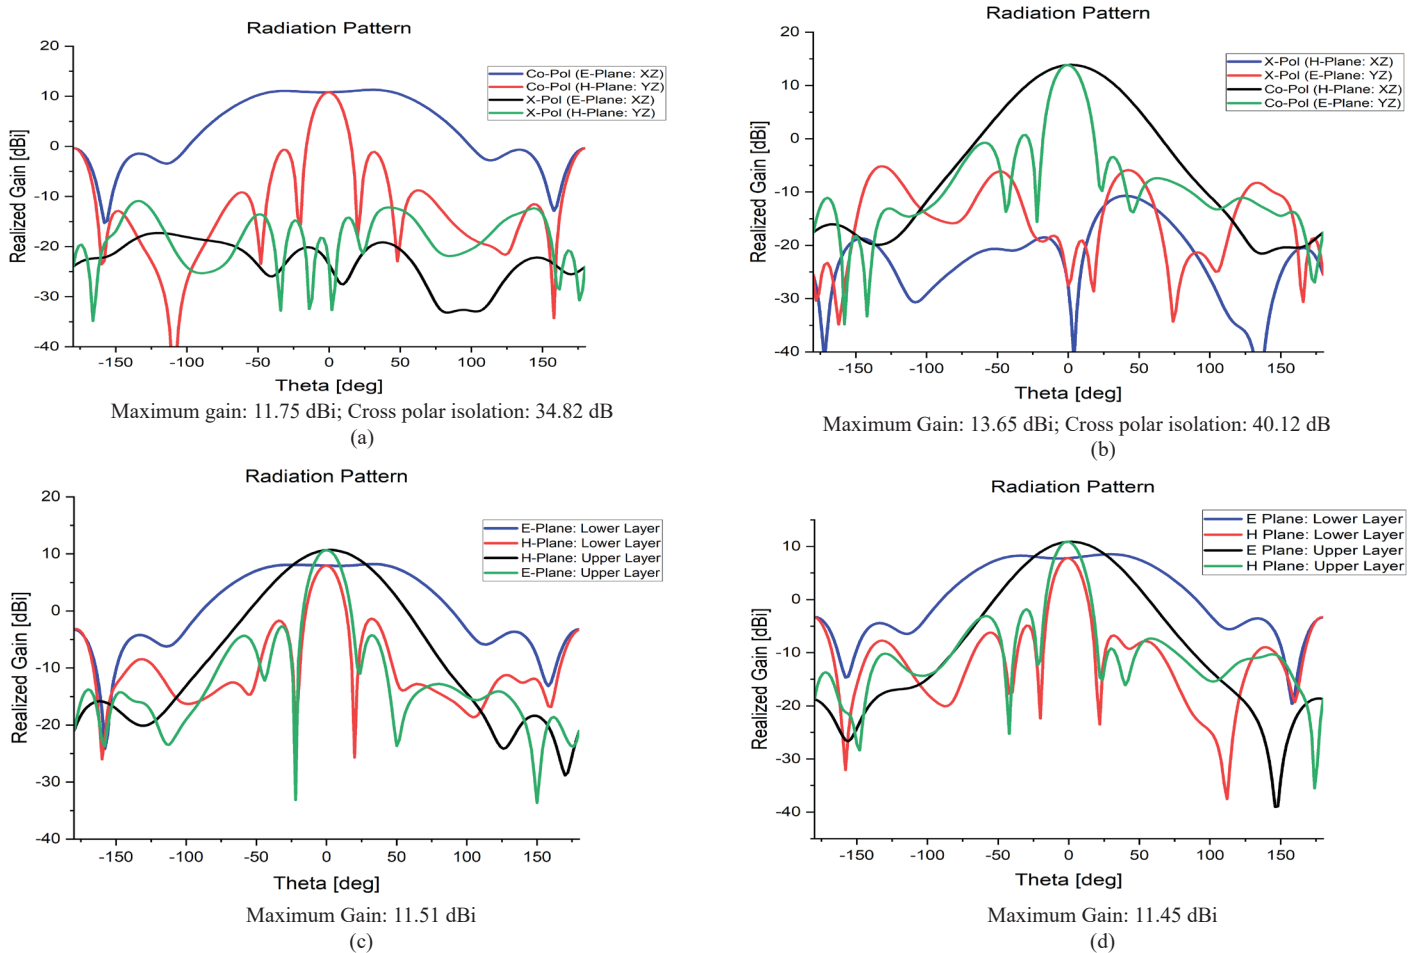 Radiation Pattern
Co-Pol (E-Plane: XZ)
Co-Pol (H-Plane: YZ)
X-Pol (E-Plane: XZ)
X-Pol (H-Plane: YZ)
Realized Gain [dBi]
20
10
0
-10
-20
-30
-40
-150 -100 -50 0 50 100 150
Theta [deg]
Maximum gain: 11.75 dBi; Cross polar isolation: 34.82 dB
(a)
Radiation Pattern
X-Pol (H-Plane: XZ)
X-Pol (E-Plane: YZ)
Co-Pol (H-Plane: XZ)
Co-Pol (E-Plane: YZ)
Realized Gain [dBi]
20
10
0
-10
-20
-30
-40
-150 -100 -50 0 50 100 150
Theta [deg]
Maximum Gain: 13.65 dBi; Cross polar isolation: 40.12 dB
(b)
Radiation Pattern
E-Plane: Lower Layer
H-Plane: Lower Layer
H-Plane: Upper Layer
E-Plane: Upper Layer
Realized Gain [dBi]
20
10
0
-10
-20
-30
-40
-150 -100 -50 0 50 100 150
Theta [deg]
Maximum Gain: 11.51 dBi
(c)
Radiation Pattern
E Plane: Lower Layer
H Plane: Lower Layer
E Plane: Upper Layer
H Plane: Upper Layer
Realized Gain [dBi]
10
0
-10
-20
-30
-40
-150 -100 -50 0 50 100 150
Theta [deg]
Maximum Gain: 11.45 dBi
(d)